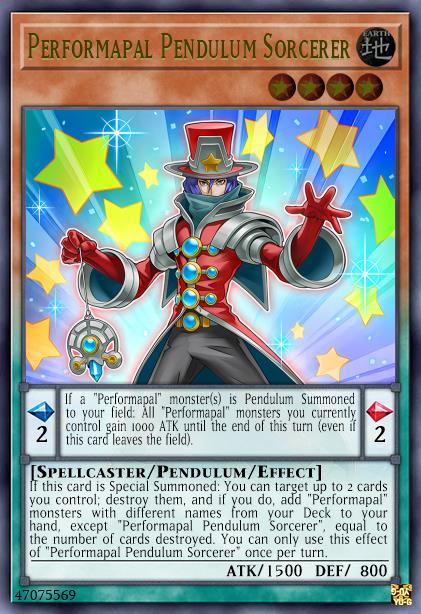 PERFORMAPAL PENDULUM SORCERER
EARTH
地
If a "Performapal" monster(s) is Pendulum Summoned
to your field: All "Performapal" monsters you currently
control gain 1000 ATK until the end of this turn (even if
this card leaves the field).
2
2
[SPELLCASTER/PENDULUM/EFFECT]
If this card is Special Summoned: You can target up to 2 cards
you control; destroy them, and if you do, add "Performapal"
monsters with different names from your Deck to your
hand, except "Performapal Pendulum Sorcerer", equal to
the number of cards destroyed. You can only use this effect
of "Performapal Pendulum Sorcerer" once per turn.
ATK/1500 DEF/ 800
47075569